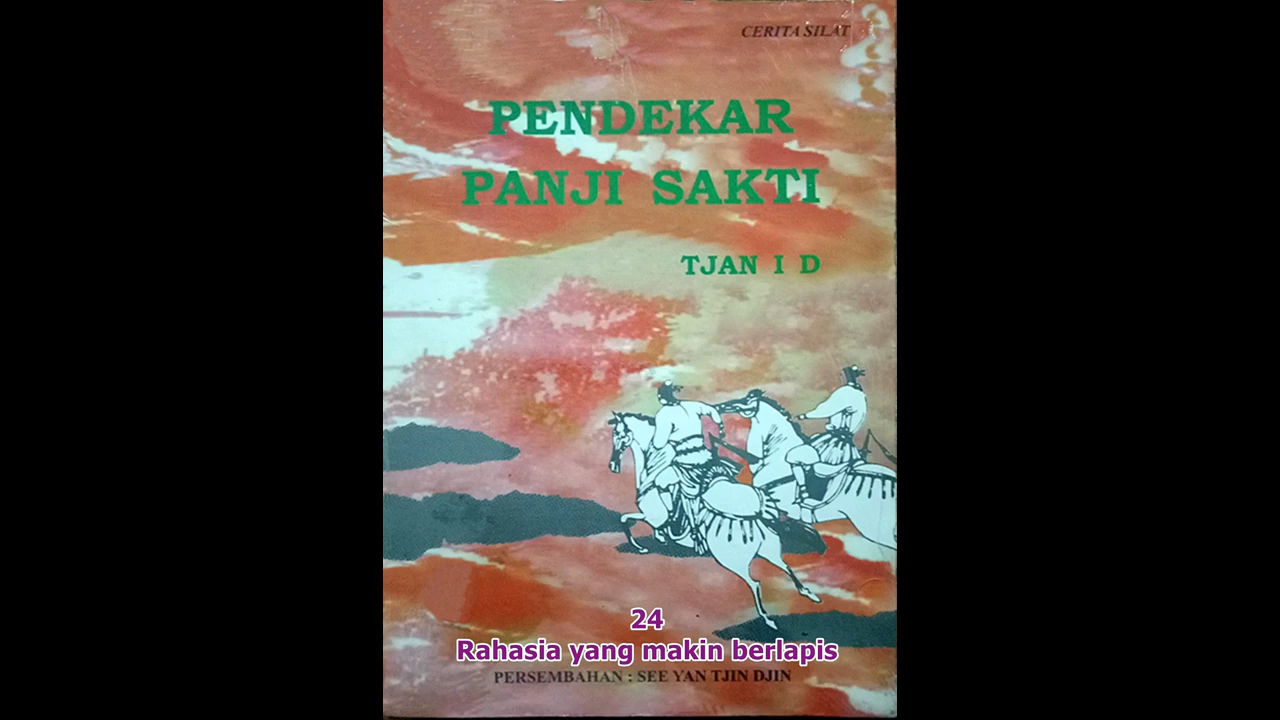 CERITA SILAT
PENDEKAR
PANJI SAKTI
TJAN I D
24
Rahasia yang makin berlapis
PERSEMBAHAN : SEE YAN TJIN DJIN